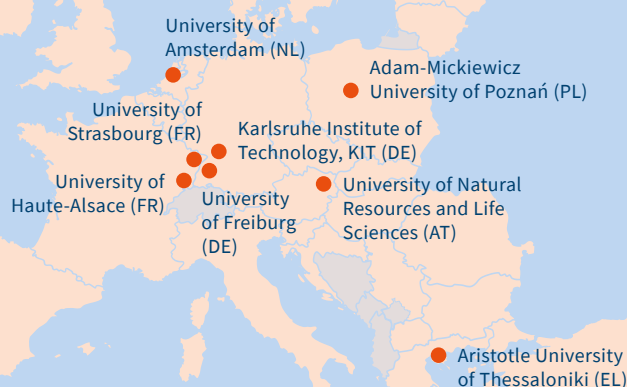 University of
Amsterdam (NL)
Adam-Mickiewicz
University of Poznań (PL)
University of
Strasbourg (FR)
Karlsruhe Institute of
Technology, KIT (DE)
University of
Haute-Alsace (FR)
University
of Freiburg
(DE)
University of Natural
Resources and Life
Sciences (AT)
Aristotle University
of Thessaloniki (EL)